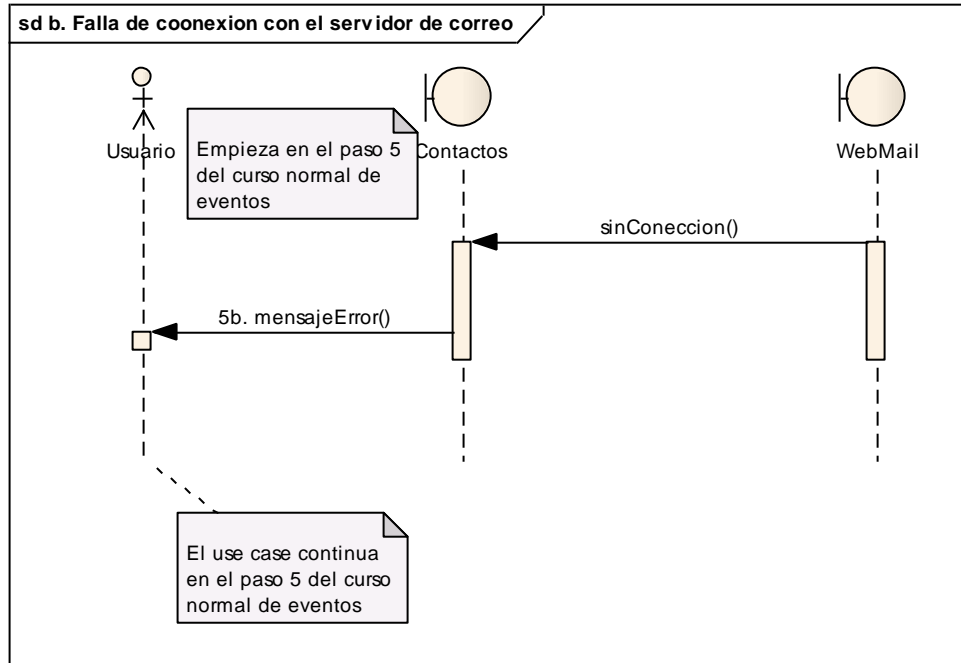 sd b. Falla de coonexion con el servidor de correo
Usuario
Empieza en el paso 5
del curso normal de
eventos
Contactos
WebMail
sinConeccion()
5b. mensajeError()
El use case continua
en el paso 5 del curso
normal de eventos